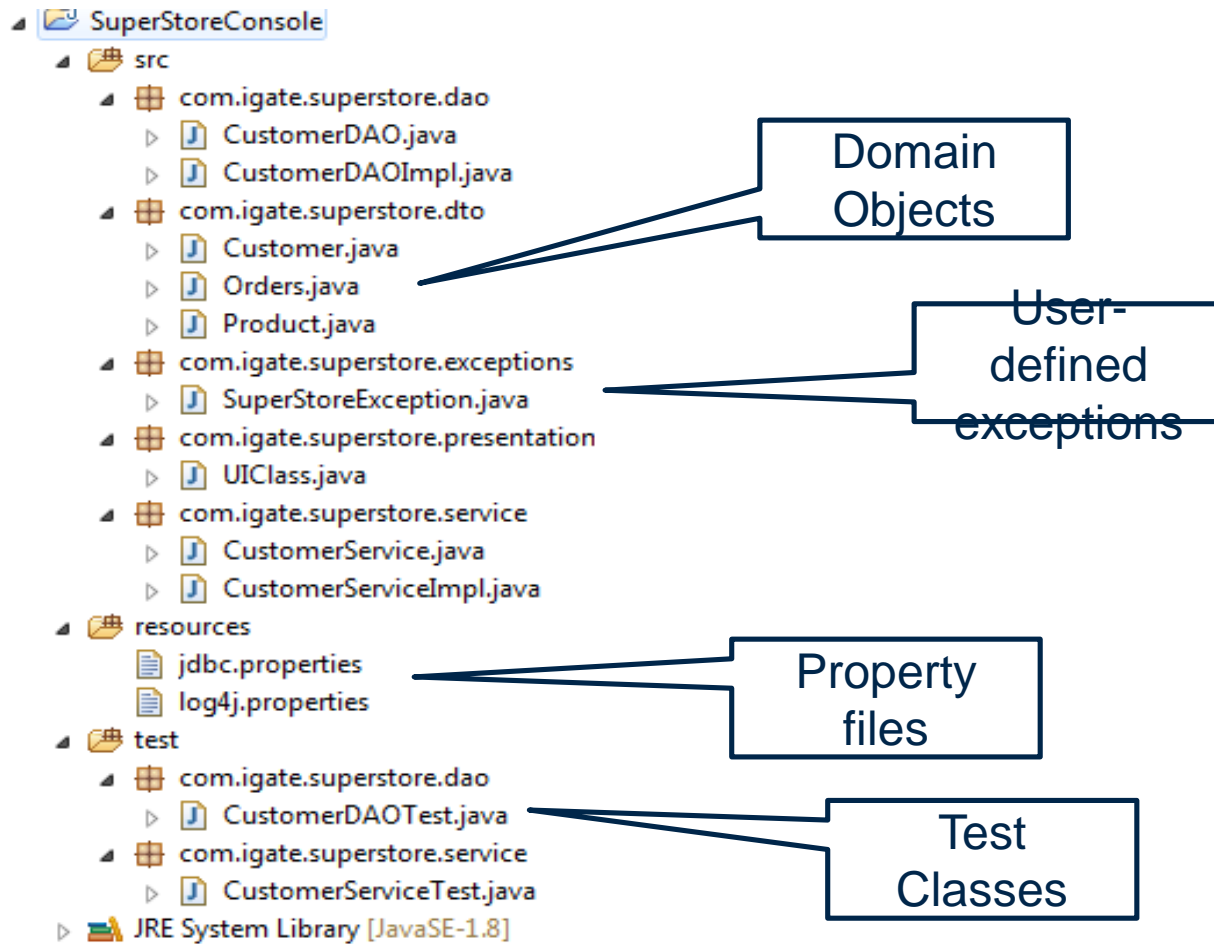 SuperStoreConsole
src
com.igate.superstore.dao
CustomerDAO.java
CustomerDAOImpl.java
com.igate.superstore.dto
Customer.java
Orders.java
Product.java
com.igate.superstore.exceptions
SuperStoreException.java
com.igate.superstore.presentation
UIClass.java
com.igate.superstore.service
CustomerService.java
CustomerServiceImpl.java
resources
jdbc.properties
log4j.properties
test
com.igate.superstore.dao
CustomerDAOTest.java
com.igate.superstore.service
CustomerServiceTest.java
JRE System Library [JavaSE-1.8]
Domain
Objects
User-
defined
exceptions
Property
files
Test
Classes